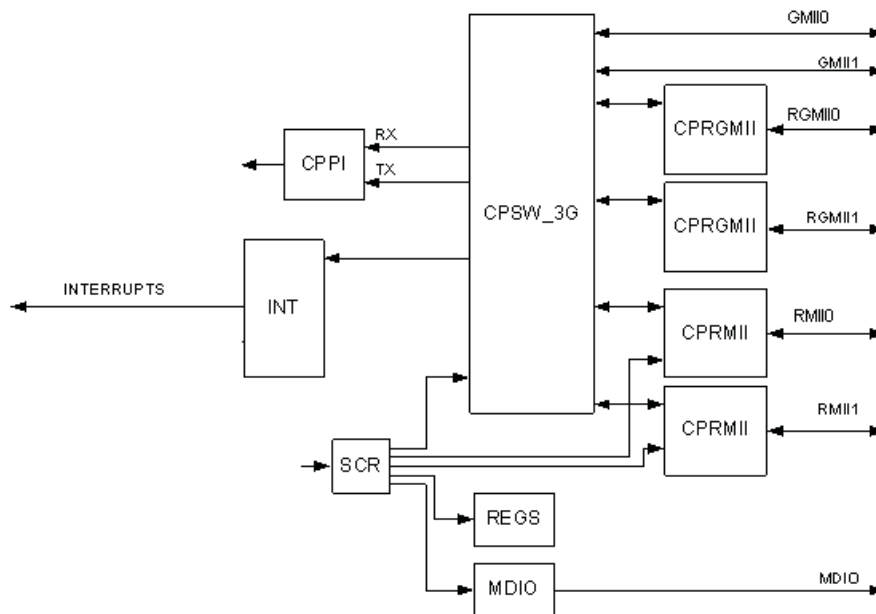 GMII0
GMII1
CPRGMII
RGMII0
RX
CPPI
TX
CPSW_3G
CPRGMII
RGMII1
INTERRUPTS
INT
CPRMII
RMII0
CPRMII
RMII1
SCR
REGS
MDIO
MDIO